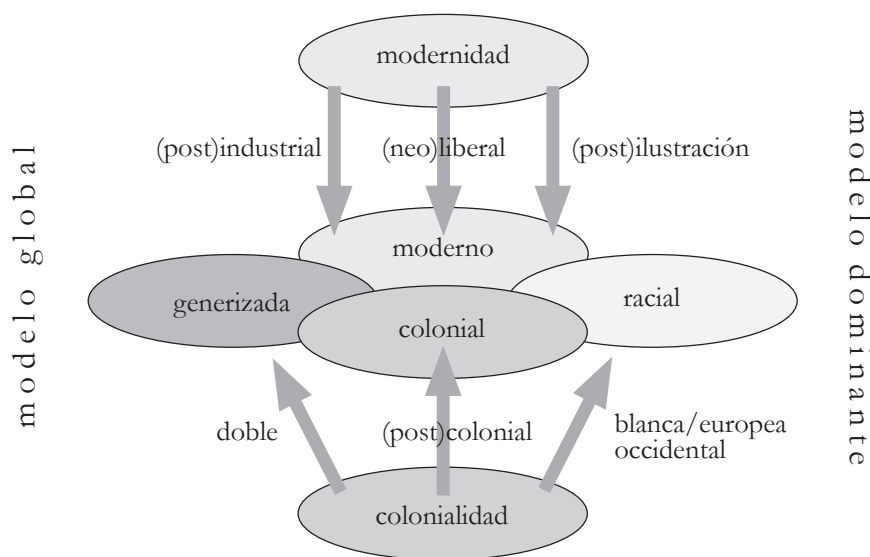 modernidad
(post)industrial
(neo)liberal
(post)ilustración
modelo global
modelo dominante
moderno
generizada
racial
colonial
doble
(post)colonial
blanca/europea
occidental
colonialidad